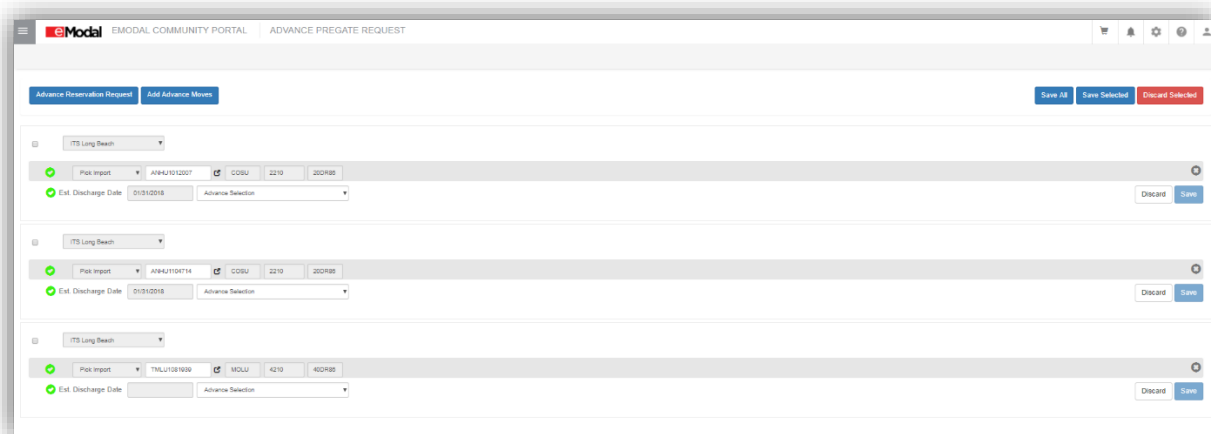 eModal EMODAL COMMUNITY PORTAL ADVANCE PREGATE REQUEST
Advance Reservation Request Add Advance Moves Save All Save Selected Discard Selected
ITS Long Beach
Pick Import ANHU1012007 COSU 2210 20DR86
Est. Discharge Date 01/31/2018 Advance Selection Discard Save
ITS Long Beach
Pick Import ANHU1104714 COSU 2210 20DR86
Est. Discharge Date 01/31/2018 Advance Selection Discard Save
ITS Long Beach
Pick Import TMLU1081939 MOLU 4210 40DR86
Est. Discharge Date Advance Selection Discard Save